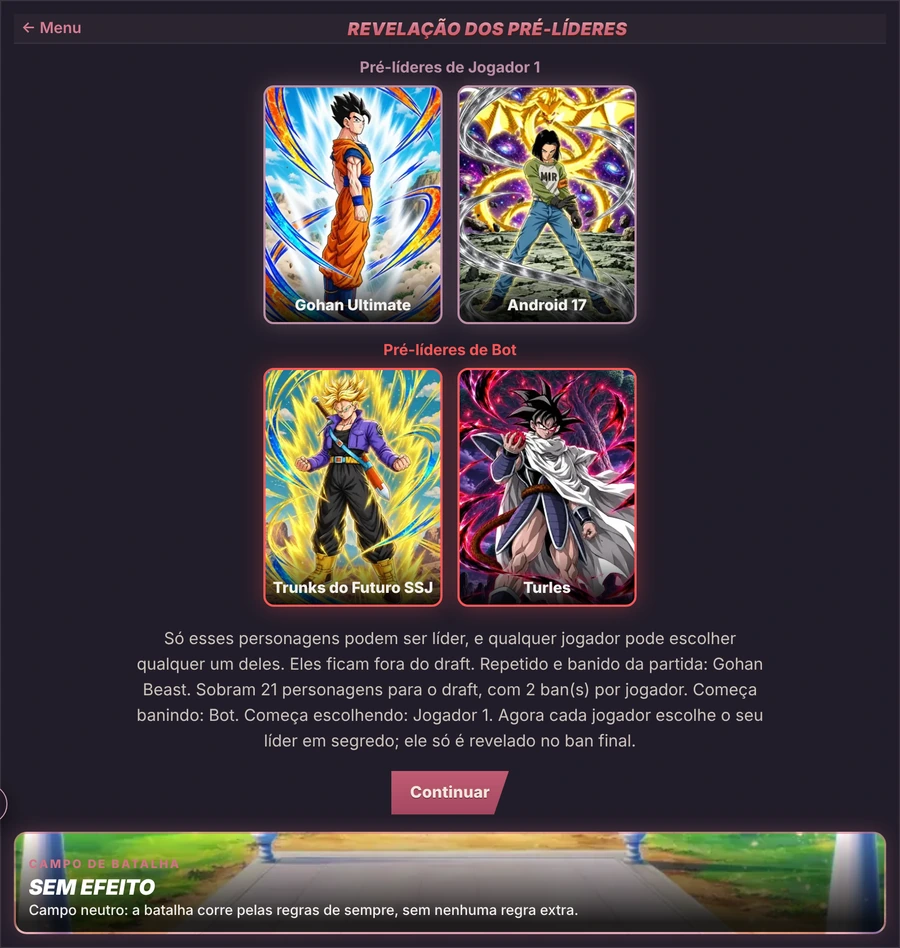 ← Menu
REVELAÇÃO DOS PRÉ-LÍDERES
Pré-líderes de Jogador 1
MIR
Gohan Ultimate
Android 17
Pré-líderes de Bot
Trunks do Futuro SSJ
Turles
Só esses personagens podem ser líder, e qualquer jogador pode escolher
qualquer um deles. Eles ficam fora do draft. Repetido e banido da partida: Gohan
Beast. Sobram 21 personagens para o draft, com 2 ban(s) por jogador. Começa
banindo: Bot. Começa escolhendo: Jogador 1. Agora cada jogador escolhe o seu
líder em segredo; ele só é revelado no ban final.
Continuar
CAMPO DE BATALHA
SEM EFEITO
Campo neutro: a batalha corre pelas regras de sempre, sem nenhuma regra extra.